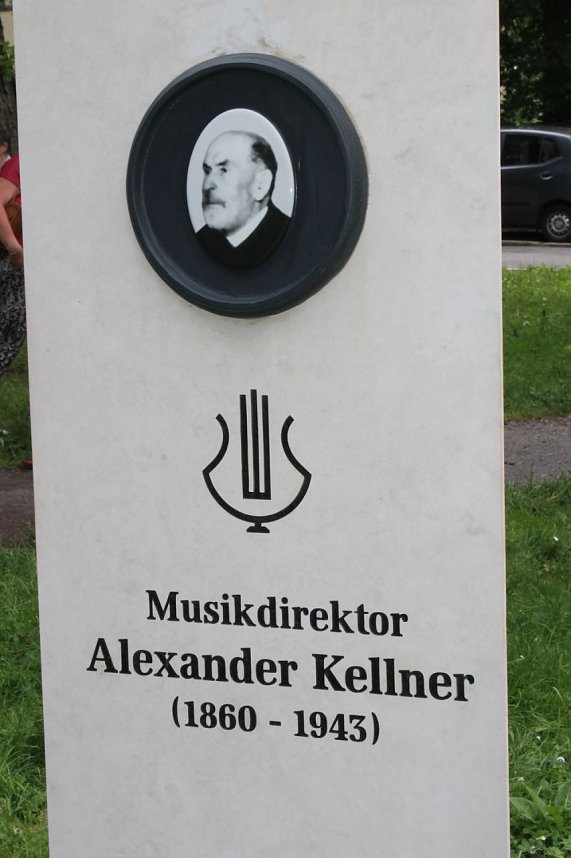 Musikdirektor
Alexander Kellner
(1860 - 1943)